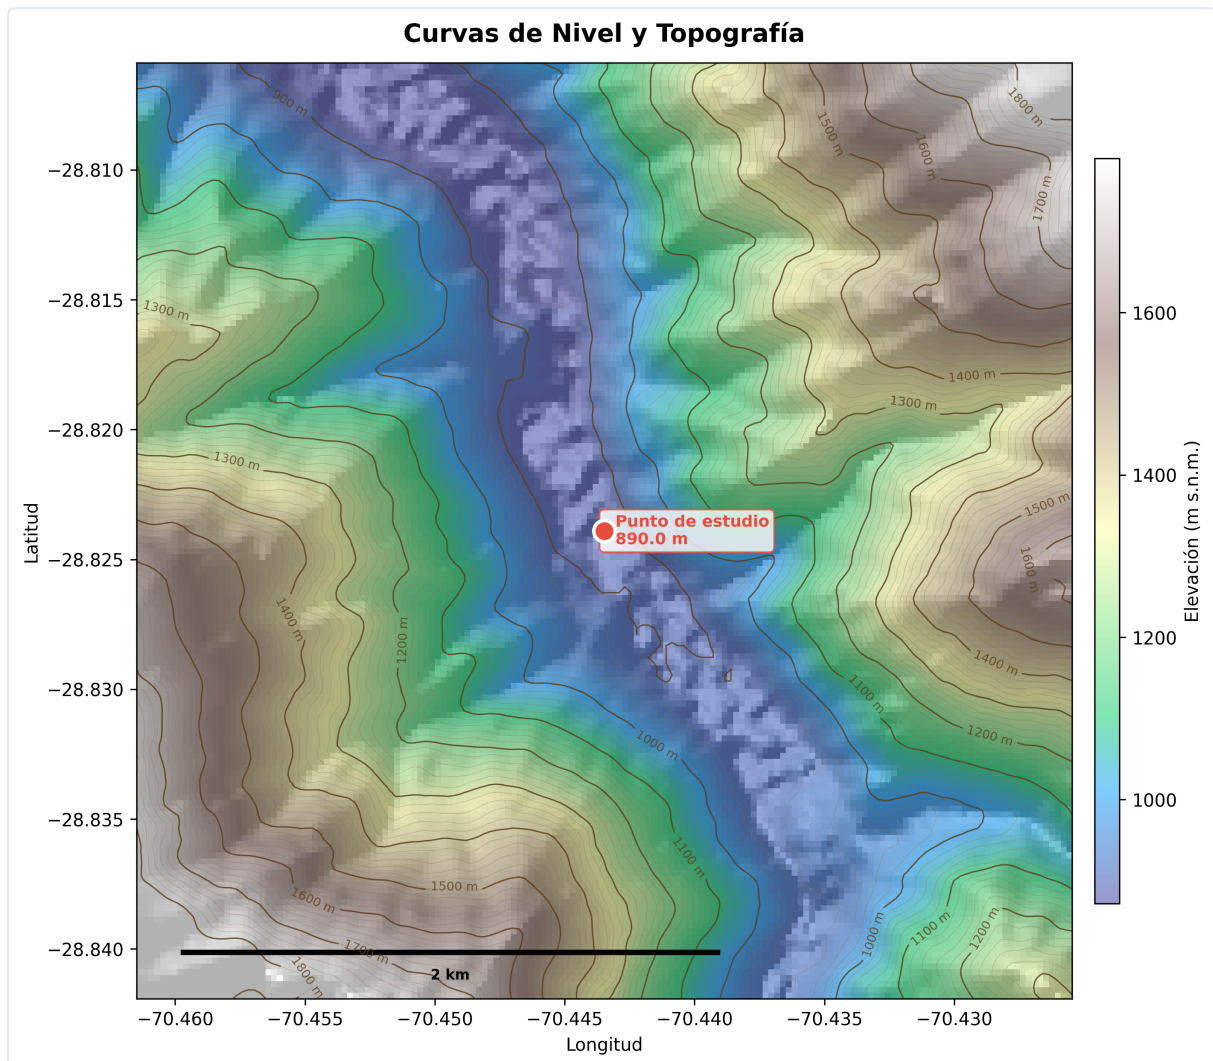 Curvas de Nivel y Topografía
900 m
1800 m
1500 m
1600 m
1700 m
−28.810
1600
−28.815
1300 m
1400 m
1300 m
−28.820
1300 m
1400
1500 m
Punto de estudio
890.0 m
−28.825
1600 m
Latitud
Elevación (m s.n.m.)
1400 m
1200 m
1200
1400 m
−28.830
1100 m
1000 m
1200 m
1000
−28.835
1100 m
1500 m
1600 m
1000 m
1100 m
1200 m
−28.840
1700 m
1800 m
2 km
−70.460
−70.455
−70.450
−70.445
−70.440
−70.435
−70.430
Longitud